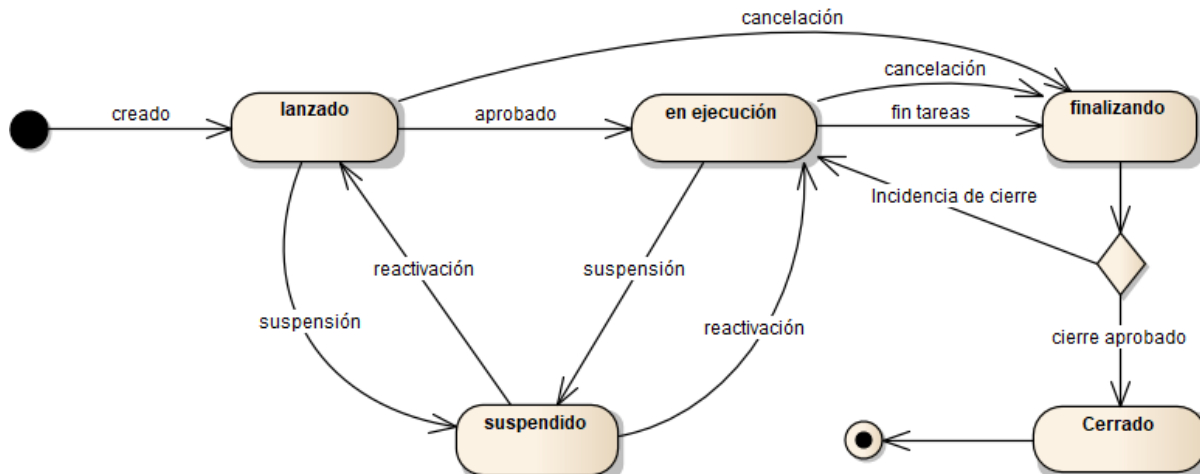 cancelación
cancelación
creado
lanzado
aprobado
en ejecución
fin tareas
finalizando
Incidencia de cierre
reactivación
suspensión
suspensión
reactivación
cierre aprobado
suspendido
Cerrado